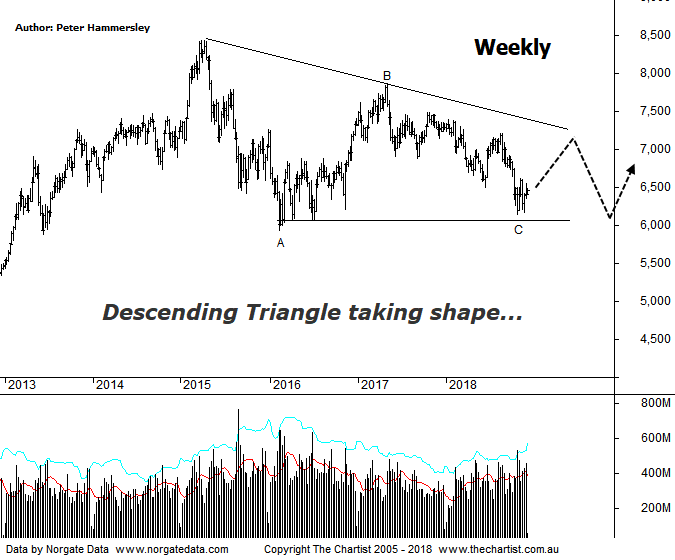 9,000
Author: Peter Hammersley
Weekly
8,500
8,000
B
7,500
7,000
6,500
6,000
C
A
5,500
5,000
Descending Triangle taking shape...
4,500
2013 2014 2015 2016 2017 2018
800M
600M
400M
200M
Data by Norgate Data www.norgatedata.com Copyright The Chartist 2005 - 2018 www.thechartist.com.au